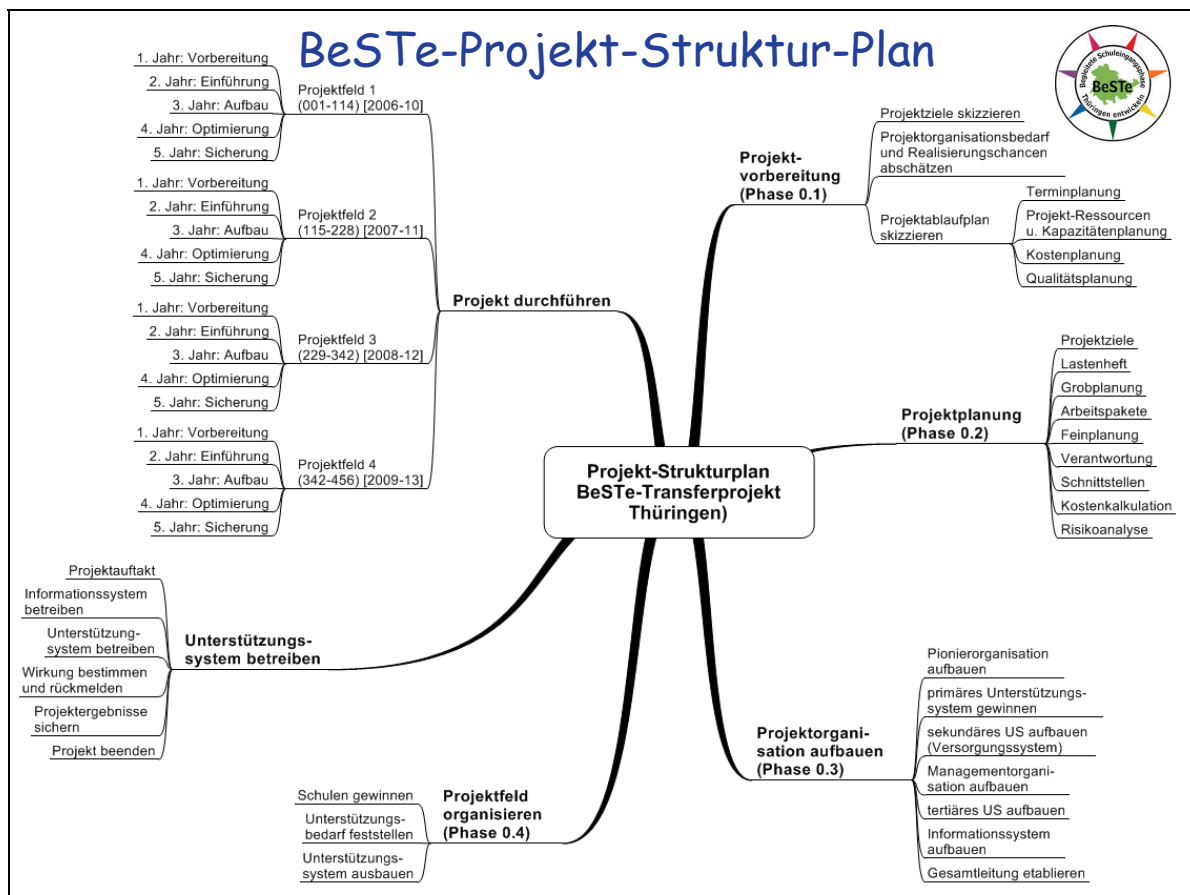 BeSTe-Projekt-Struktur-Plan
Begleitete Schuleingangsphase
BeSTe
Thüringen entwickeln
Projekt-Strukturplan
BeSTe-Transferprojekt
Thüringen)
Projekt-
vorbereitung
(Phase 0.1)
Projektziele skizzieren
Projektorganisationsbedarf
und Realisierungschancen
abschätzen
Projektablaufplan
skizzieren
Terminplanung
Projekt-Ressourcen
u. Kapazitätenplanung
Kostenplanung
Qualitätsplanung
Projektplanung
(Phase 0.2)
Projektziele
Lastenheft
Grobplanung
Arbeitspakete
Feinplanung
Verantwortung
Schnittstellen
Kostenkalkulation
Risikoanalyse
Projektorgani-
sation aufbauen
(Phase 0.3)
Pionierorganisation
aufbauen
primäres Unterstützungs-
system gewinnen
sekundäres US aufbauen
(Versorgungssystem)
Managementorgani-
sation aufbauen
tertiäres US aufbauen
Informationssystem
aufbauen
Gesamtleitung etablieren
Projektfeld
organisieren
(Phase 0.4)
Schulen gewinnen
Unterstützungs-
bedarf feststellen
Unterstützungs-
system ausbauen
Unterstützungs-
system betreiben
Projektauftakt
Informationssystem
betreiben
Unterstützung-
system betreiben
Wirkung bestimmen
und rückmelden
Projektergebnisse
sichern
Projekt beenden
Projekt durchführen
Projektfeld 1
(001-114) [2006-10]
1. Jahr: Vorbereitung
2. Jahr: Einführung
3. Jahr: Aufbau
4. Jahr: Optimierung
5. Jahr: Sicherung
Projektfeld 2
(115-228) [2007-11]
1. Jahr: Vorbereitung
2. Jahr: Einführung
3. Jahr: Aufbau
4. Jahr: Optimierung
5. Jahr: Sicherung
Projektfeld 3
(229-342) [2008-12]
1. Jahr: Vorbereitung
2. Jahr: Einführung
3. Jahr: Aufbau
4. Jahr: Optimierung
5. Jahr: Sicherung
Projektfeld 4
(342-456) [2009-13]
1. Jahr: Vorbereitung
2. Jahr: Einführung
3. Jahr: Aufbau
4. Jahr: Optimierung
5. Jahr: Sicherung